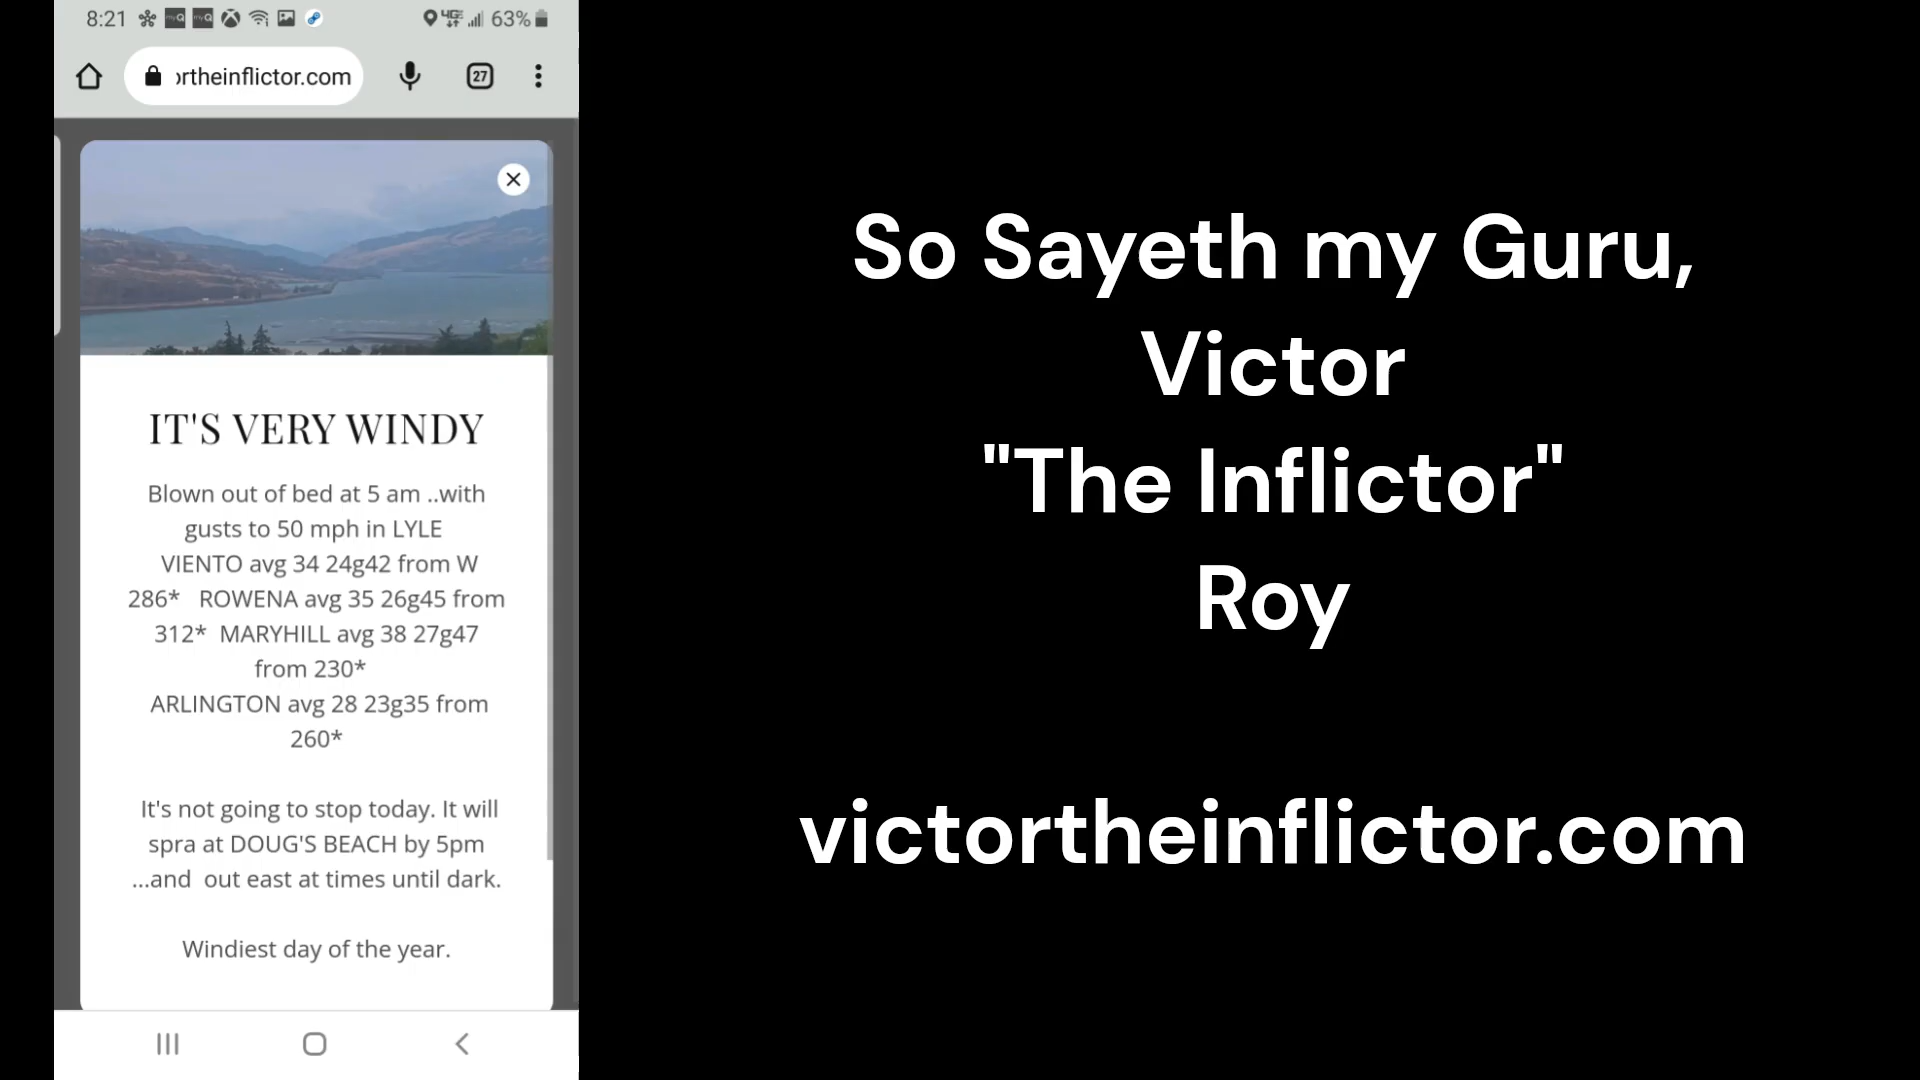 8:21
myQ
myQ
4GE
63%
ortheinflictor.com
27
IT'S VERY WINDY
Blown out of bed at 5 am ..with
gusts to 50 mph in LYLE
VIENTO avg 34 24g42 from W
286* ROWENA avg 35 26g45 from
312* MARYHILL avg 38 27g47
from 230*
ARLINGTON avg 28 23g35 from
260*
It's not going to stop today. It will
spra at DOUG'S BEACH by 5pm
...and out east at times until dark.
Windiest day of the year.
So Sayeth my Guru,
Victor
"The Inflictor"
Roy
victortheinflictor.com